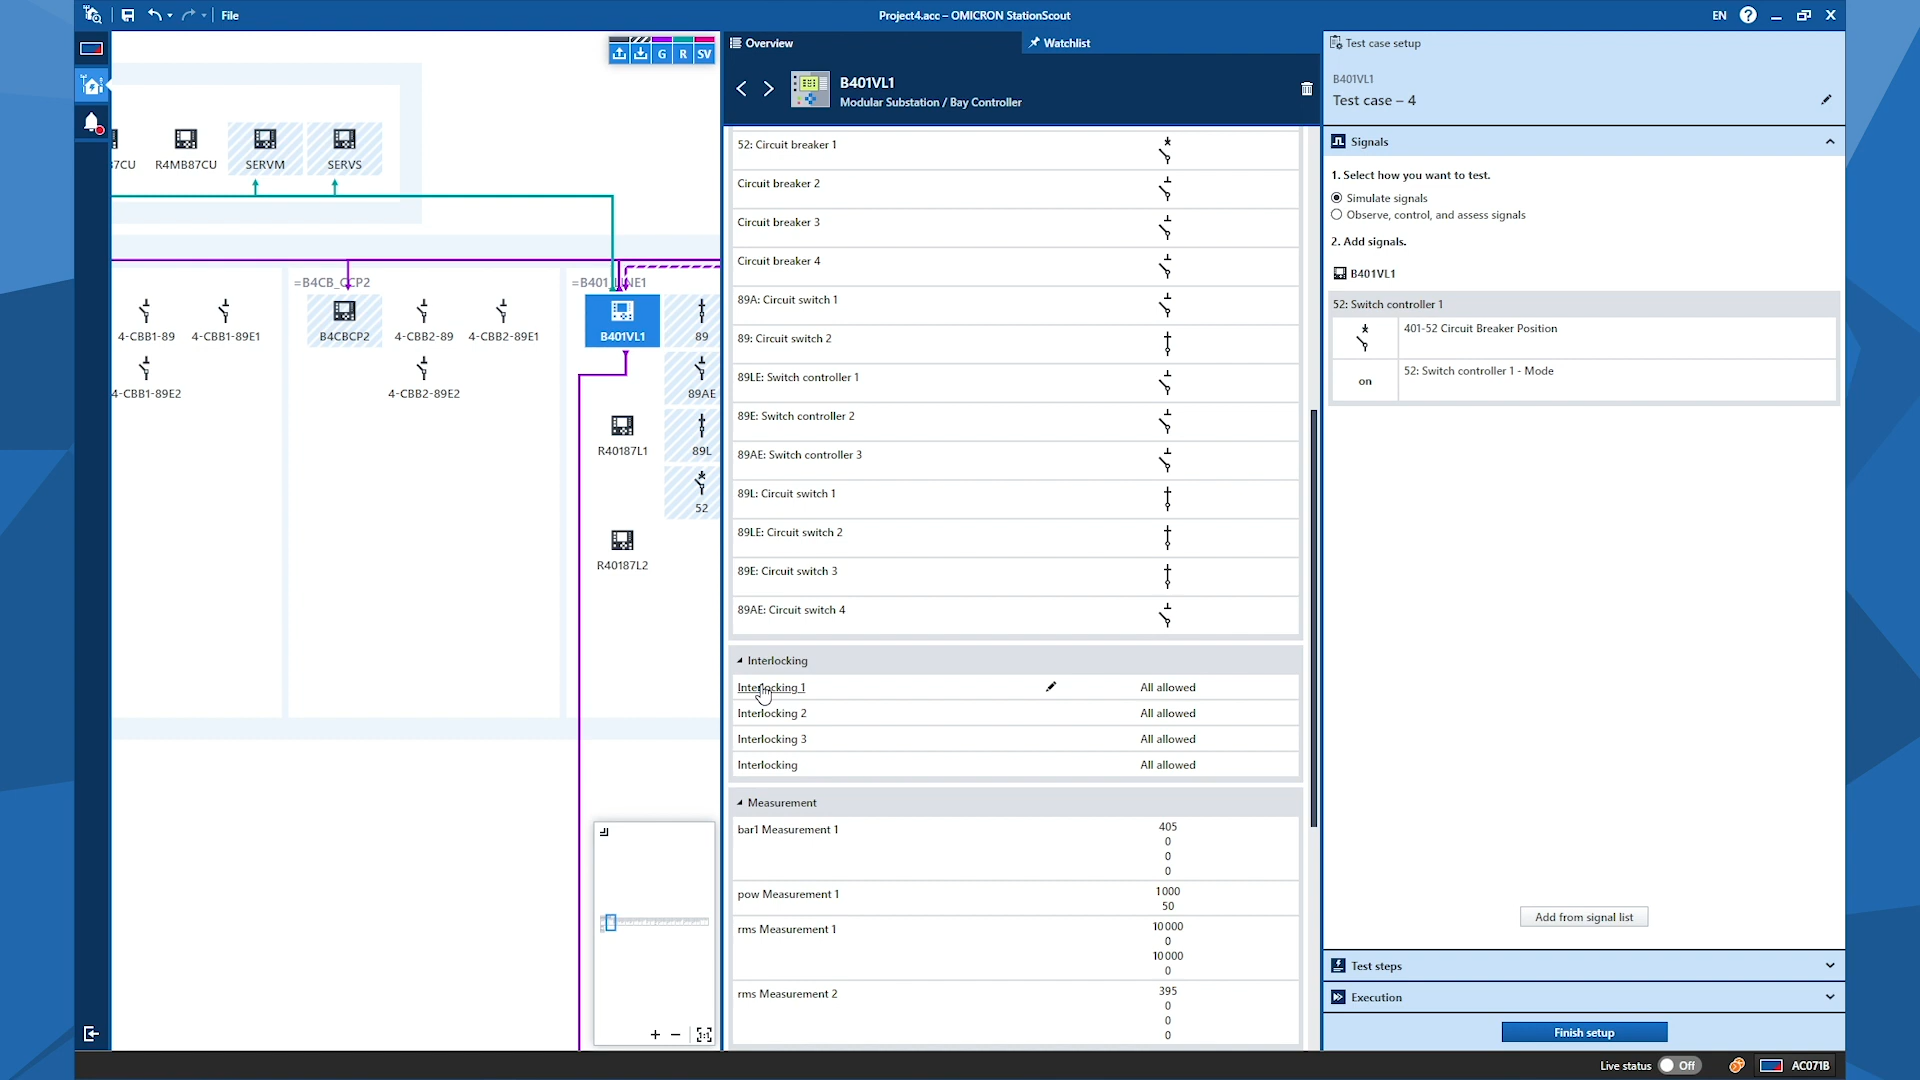 File
Project4.acc – OMICRON StationScout
EN
G R SV
Overview
Watchlist
B401VL1
Modular Substation / Bay Controller
Test case setup
B401VL1
Test case – 4
7CU
R4MB87CU
SERVM
SERVS
=B4CB_CCP2
=B401_LINE1
4-CBB1-89
4-CBB1-89E1
B4CBCP2
4-CBB2-89
4-CBB2-89E1
B401VL1
89
4-CBB1-89E2
4-CBB2-89E2
89AE
R40187L1
89L
52
R40187L2
52: Circuit breaker 1
Circuit breaker 2
Circuit breaker 3
Circuit breaker 4
89A: Circuit switch 1
89: Circuit switch 2
89LE: Switch controller 1
89E: Switch controller 2
89AE: Switch controller 3
89L: Circuit switch 1
89LE: Circuit switch 2
89E: Circuit switch 3
89AE: Circuit switch 4
Interlocking
Interlocking 1 All allowed
Interlocking 2 All allowed
Interlocking 3 All allowed
Interlocking All allowed
Measurement
bar1 Measurement 1 405
0
0
0
pow Measurement 1 1000
50
rms Measurement 1 10 000
0
10 000
0
rms Measurement 2 395
0
0
0
Signals
1. Select how you want to test.
Simulate signals
Observe, control, and assess signals
2. Add signals.
B401VL1
52: Switch controller 1
401-52 Circuit Breaker Position
on 52: Switch controller 1 - Mode
Add from signal list
Test steps
Execution
Finish setup
1:1
Live status Off
AC071B